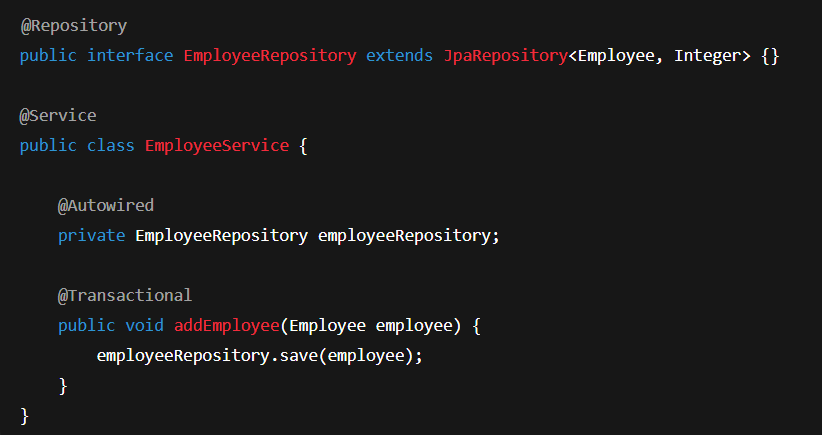 @Repository
public interface EmployeeRepository extends JpaRepository<Employee, Integer> {}
@Service
public class EmployeeService {
@Autowired
private EmployeeRepository employeeRepository;
@Transactional
public void addEmployee(Employee employee) {
employeeRepository.save(employee);
}
}